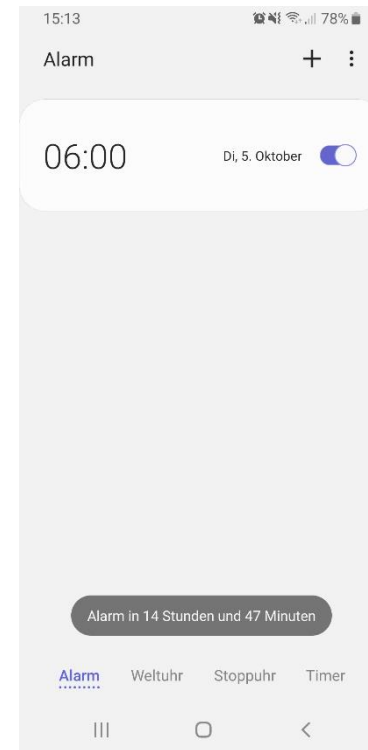 15:13 78%
Alarm
06:00 Di, 5. Oktober
Alarm in 14 Stunden und 47 Minuten
Alarm Weltuhr Stoppuhr Timer